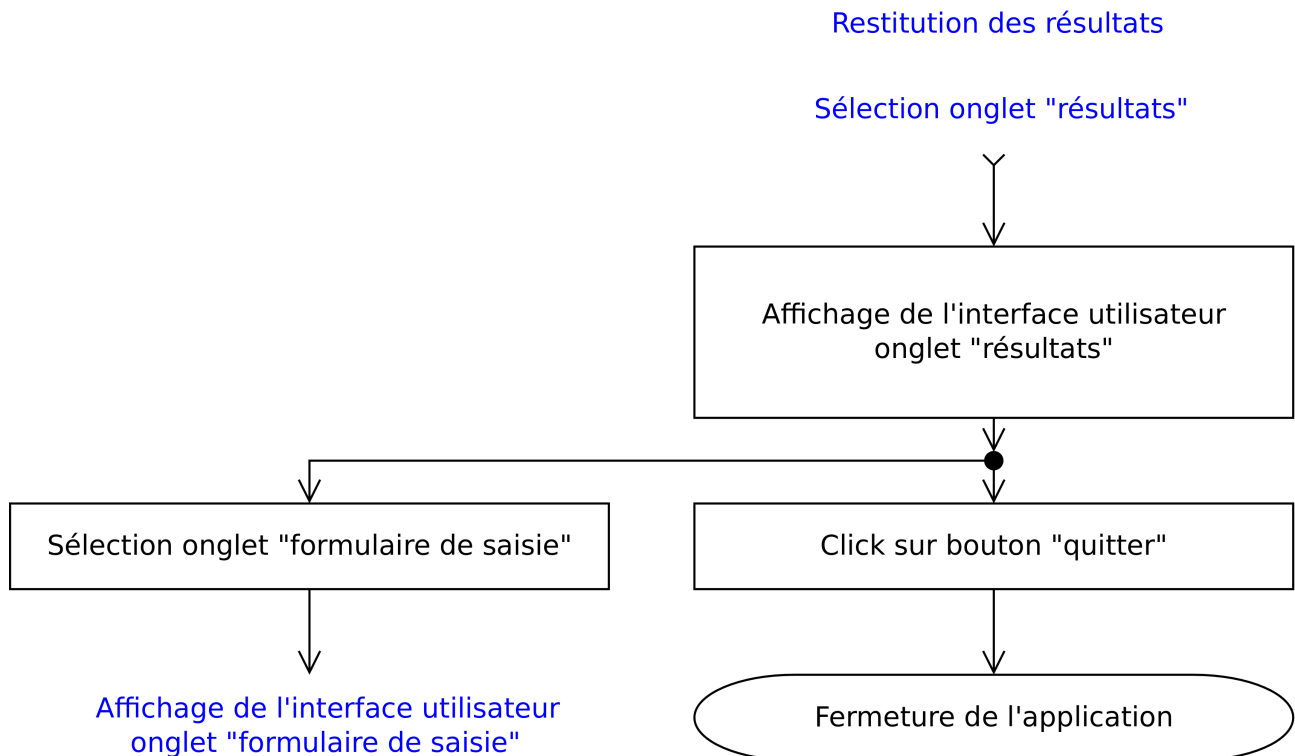 Restitution des résultats
Sélection onglet "résultats"
Affichage de l'interface utilisateur
onglet "résultats"
Sélection onglet "formulaire de saisie"
Click sur bouton "quitter"
Affichage de l'interface utilisateur
onglet "formulaire de saisie"
Fermeture de l'application